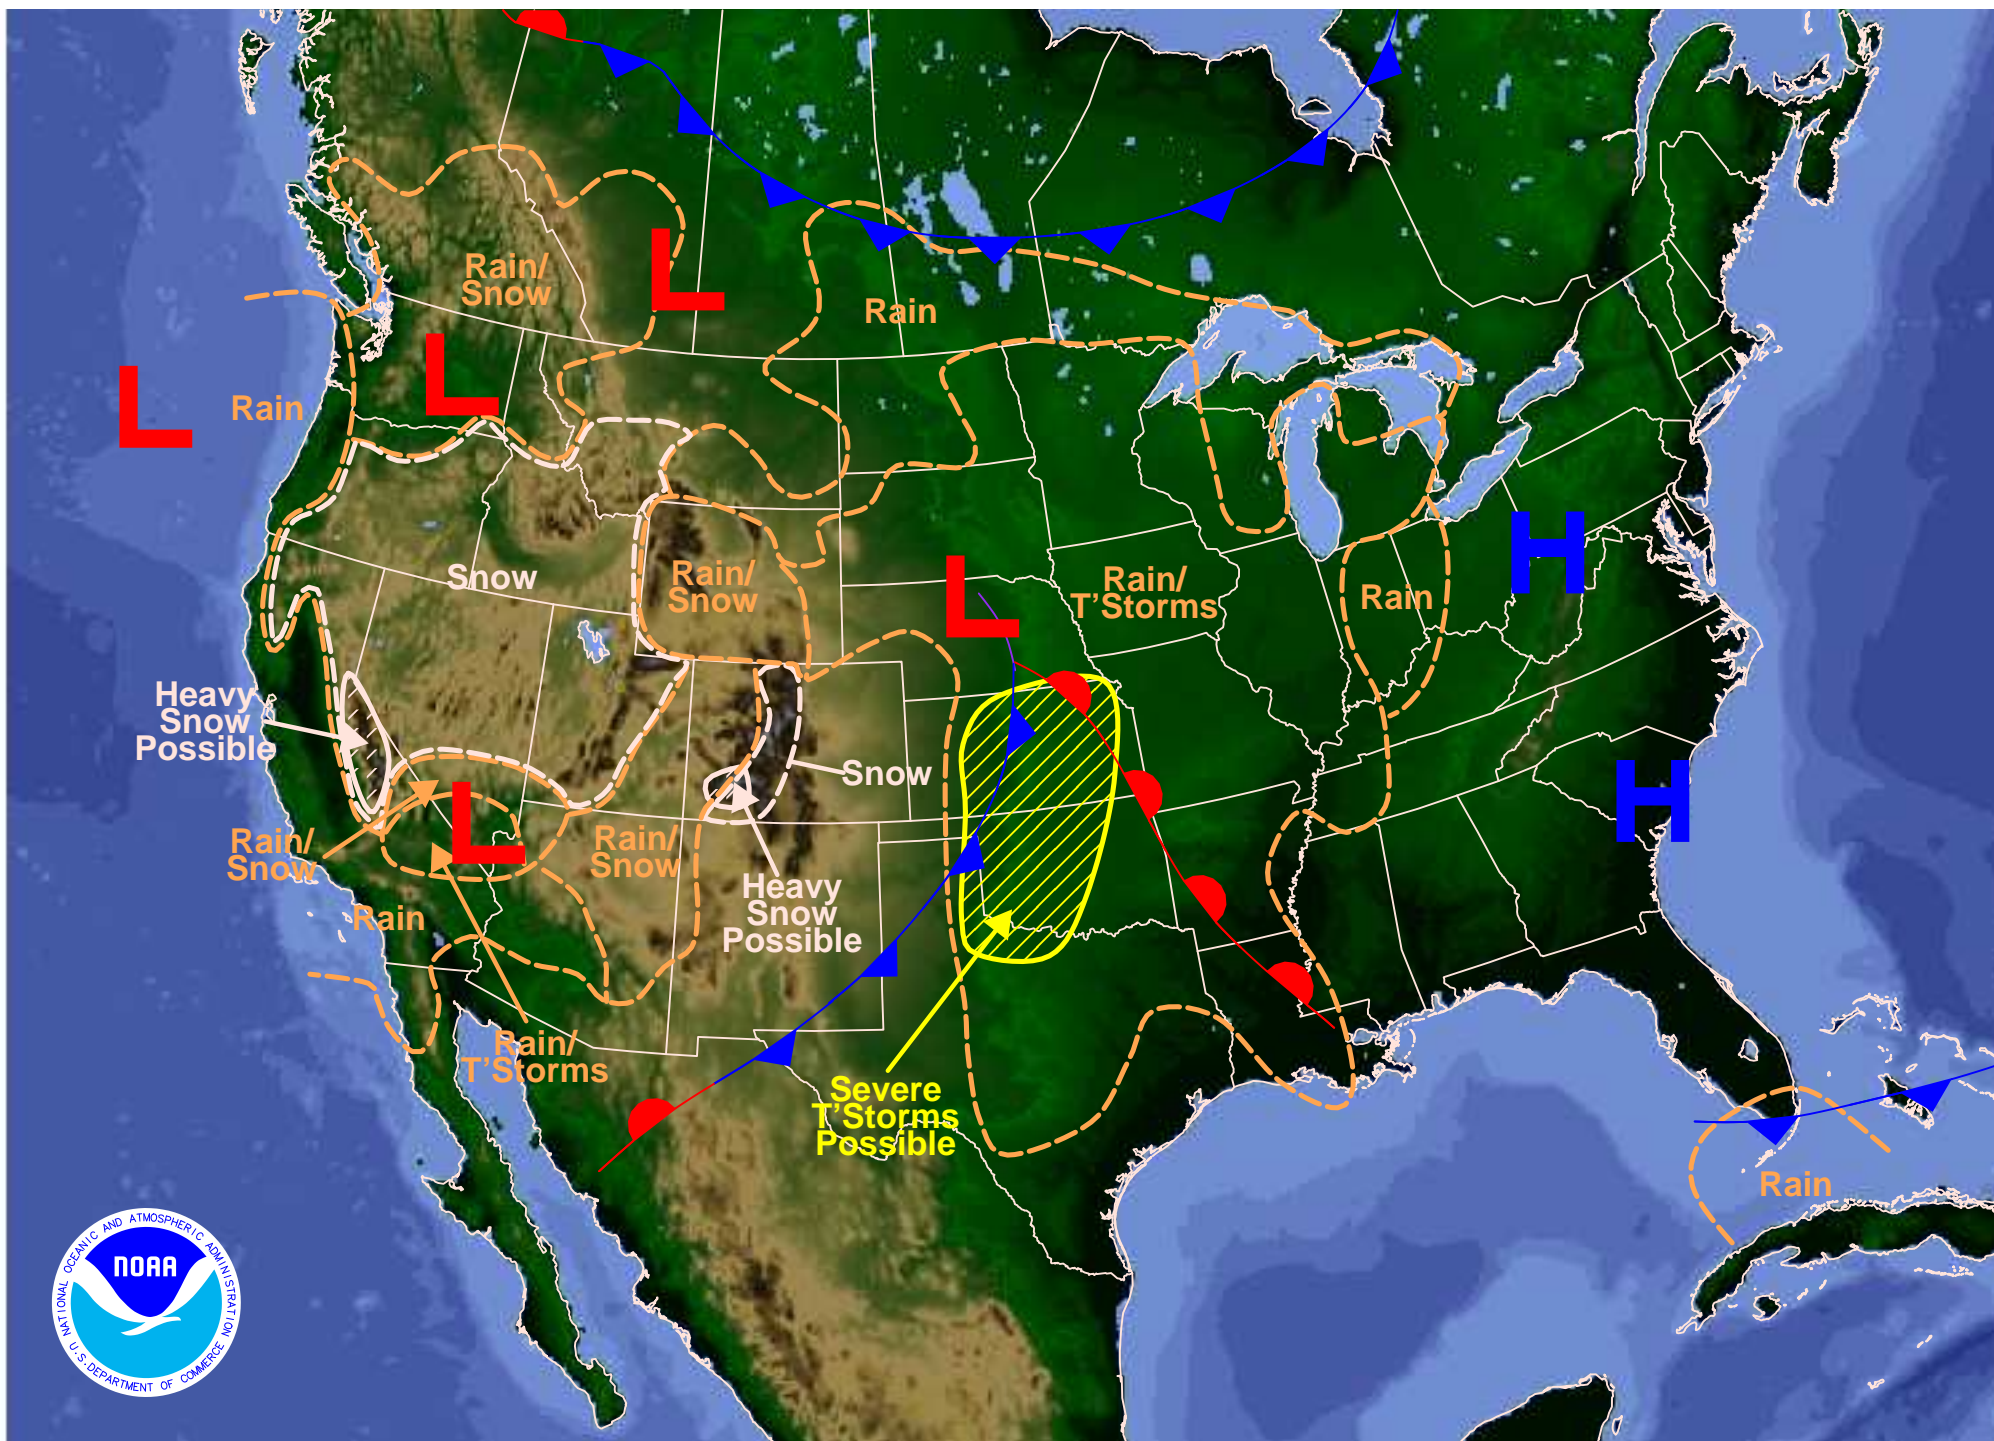 Rain/
Snow
L
Rain
L
L
Rain
H
Snow
Rain/
Snow
L
Rain/
T'Storms
Rain
Heavy
Snow
Possible
Snow
H
L
Rain/
Snow
Rain/
Snow
Heavy
Snow
Possible
Rain
Rain/
T'Storms
Severe
T'Storms
Possible
Rain
NATIONAL OCEANIC AND ATMOSPHERIC ADMINISTRATION
NOAA
U.S. DEPARTMENT OF COMMERCE